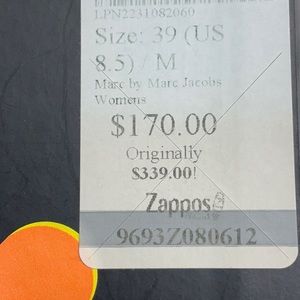 LPN2231082060
Size: 39 (US
8.5) / M
Marc by Marc Jacobs
Womens
$170.00
Originally
$339.00!
Zappos
9693Z080612